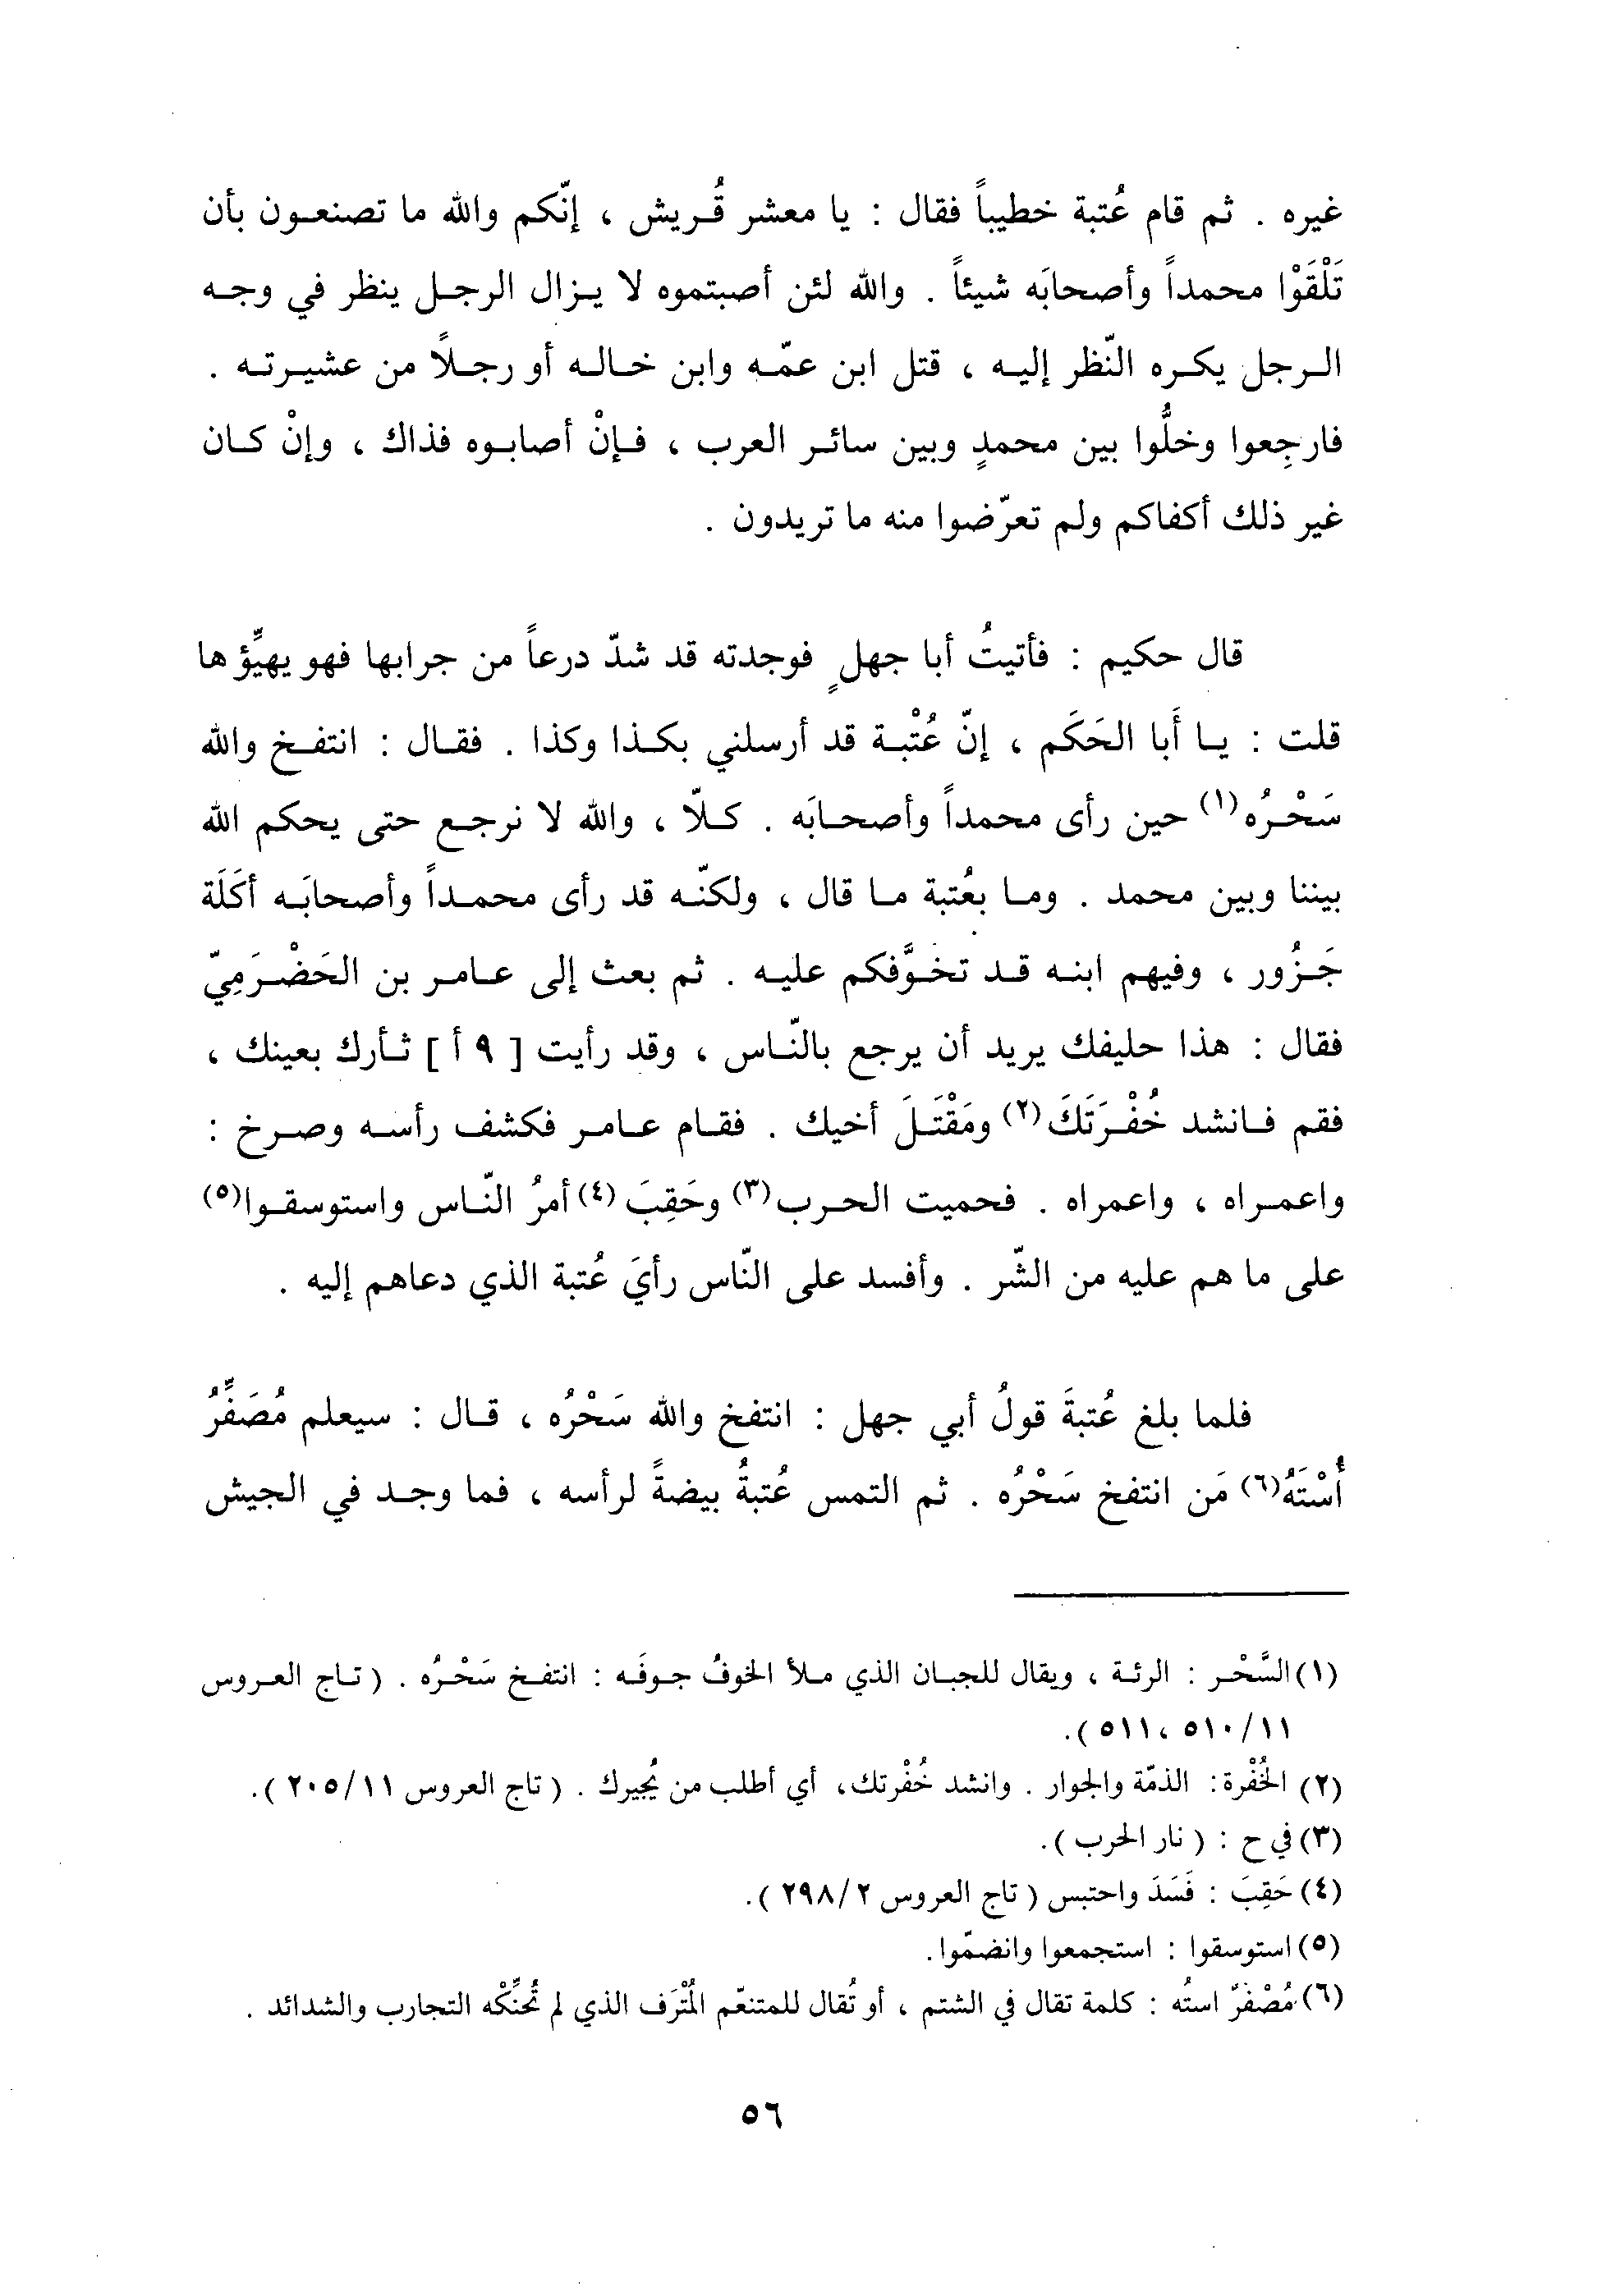 غيره . ثم قام عُتبة خطيباً فقال : يا معشر قُريش ، إنّكم والله ما تصنعون بأن
تَلْقَوْا محمداً وأصحابَه شيئاً . والله لئن أصبتموه لا يزال الرجل ينظر في وجه
الرجل يكره النّظر إليه ، قتل ابن عمّه وابن خاله أو رجلاً من عشيرته .
فارجِعوا وخلُّوا بين محمدٍ وبين سائر العرب ، فإنْ أصابوه فذاك ، وإنْ كان
غير ذلك أكفاكم ولم تعرّضوا منه ما تريدون .
قال حكيم : فأتيتُ أبا جهلٍ فوجدته قد شدّ درعاً من جرابها فهو يهيِّؤها
قلت : يا أَبا الحَكَم ، إنّ عُتْبة قد أرسلني بكذا وكذا . فقال : انتفخ والله
سَحْرُه(١) حين رأى محمداً وأصحابَه . كلّا ، والله لا نرجع حتى يحكم الله
بيننا وبين محمد . وما بعُتبة ما قال ، ولكنّه قد رأى محمداً وأصحابَه أكَلَة
جَزُور ، وفيهم ابنه قد تخوَّفكم عليه . ثم بعث إلى عامر بن الحَضْرَمِيّ
فقال : هذا حليفك يريد أن يرجع بالنّاس ، وقد رأيت [ ٩ أ ] ثأرك بعينك ،
فقم فانشد خُفْرَتَكَ(٢) ومَقْتَلَ أخيك . فقام عامر فكشف رأسه وصرخ :
واعمراه ، واعمراه . فحميت الحرب(٣) وحَقِبَ(٤) أمرُ النّاس واستوسقوا(٥)
على ما هم عليه من الشّر . وأفسد على النّاس رأيَ عُتبة الذي دعاهم إليه .
فلما بلغ عُتبةَ قولُ أبي جهل : انتفخ والله سَحْرُه ، قال : سيعلم مُصَفِّرُ
أُسْتَهُ(٦) مَن انتفخ سَحْرُه . ثم التمس عُتبةُ بيضةً لرأسه ، فما وجد في الجيش
(١) السَّحْر : الرئة ، ويقال للجبان الذي ملأ الخوفُ جوفَه : انتفخ سَحْرُه . ( تاج العروس
١١/٥١٠ ، ٥١١ ).
(٢) الخُفْرة : الذمّة والجوار . وانشد خُفْرتك، أي أطلب من يُجيرك . ( تاج العروس ١١/٢٠٥ ).
(٣) في ح : ( نار الحرب ).
(٤) حَقِبَ : فَسَدَ واحتبس ( تاج العروس ٢/٢٩٨ ).
(٥) استوسقوا : استجمعوا وانضمّوا.
(٦) مُصْفَرّ استُه : كلمة تقال في الشتم ، أو تُقال للمتنعّم المُتْرَف الذي لم تُحنِّكْه التجارب والشدائد .
٥٦